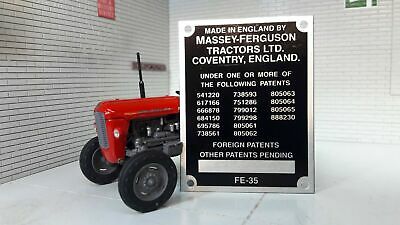 MADE IN ENGLAND BY
MASSEY-FERGUSON
TRACTORS LTD.
COVENTRY, ENGLAND.
UNDER ONE OR MORE OF
THE FOLLOWING PATENTS
541220 738593 805063
617166 751286 805064
666878 799012 805065
684150 799298 888230
695786 805061
738561 805062
FOREIGN PATENTS
OTHER PATENTS PENDING
FE-35